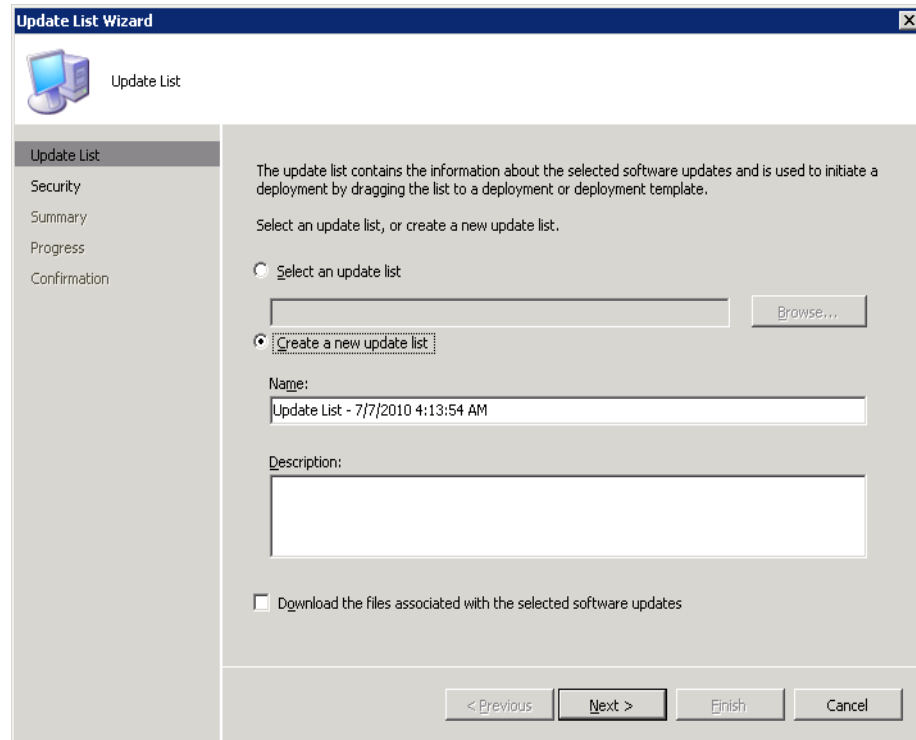 Update List Wizard
Update List
Update List
Security
Summary
Progress
Confirmation
The update list contains the information about the selected software updates and is used to initiate a
deployment by dragging the list to a deployment or deployment template.
Select an update list, or create a new update list.
Select an update list
Browse...
Create a new update list
Name:
Update List - 7/7/2010 4:13:54 AM
Description:
Download the files associated with the selected software updates
< Previous
Next >
Finish
Cancel